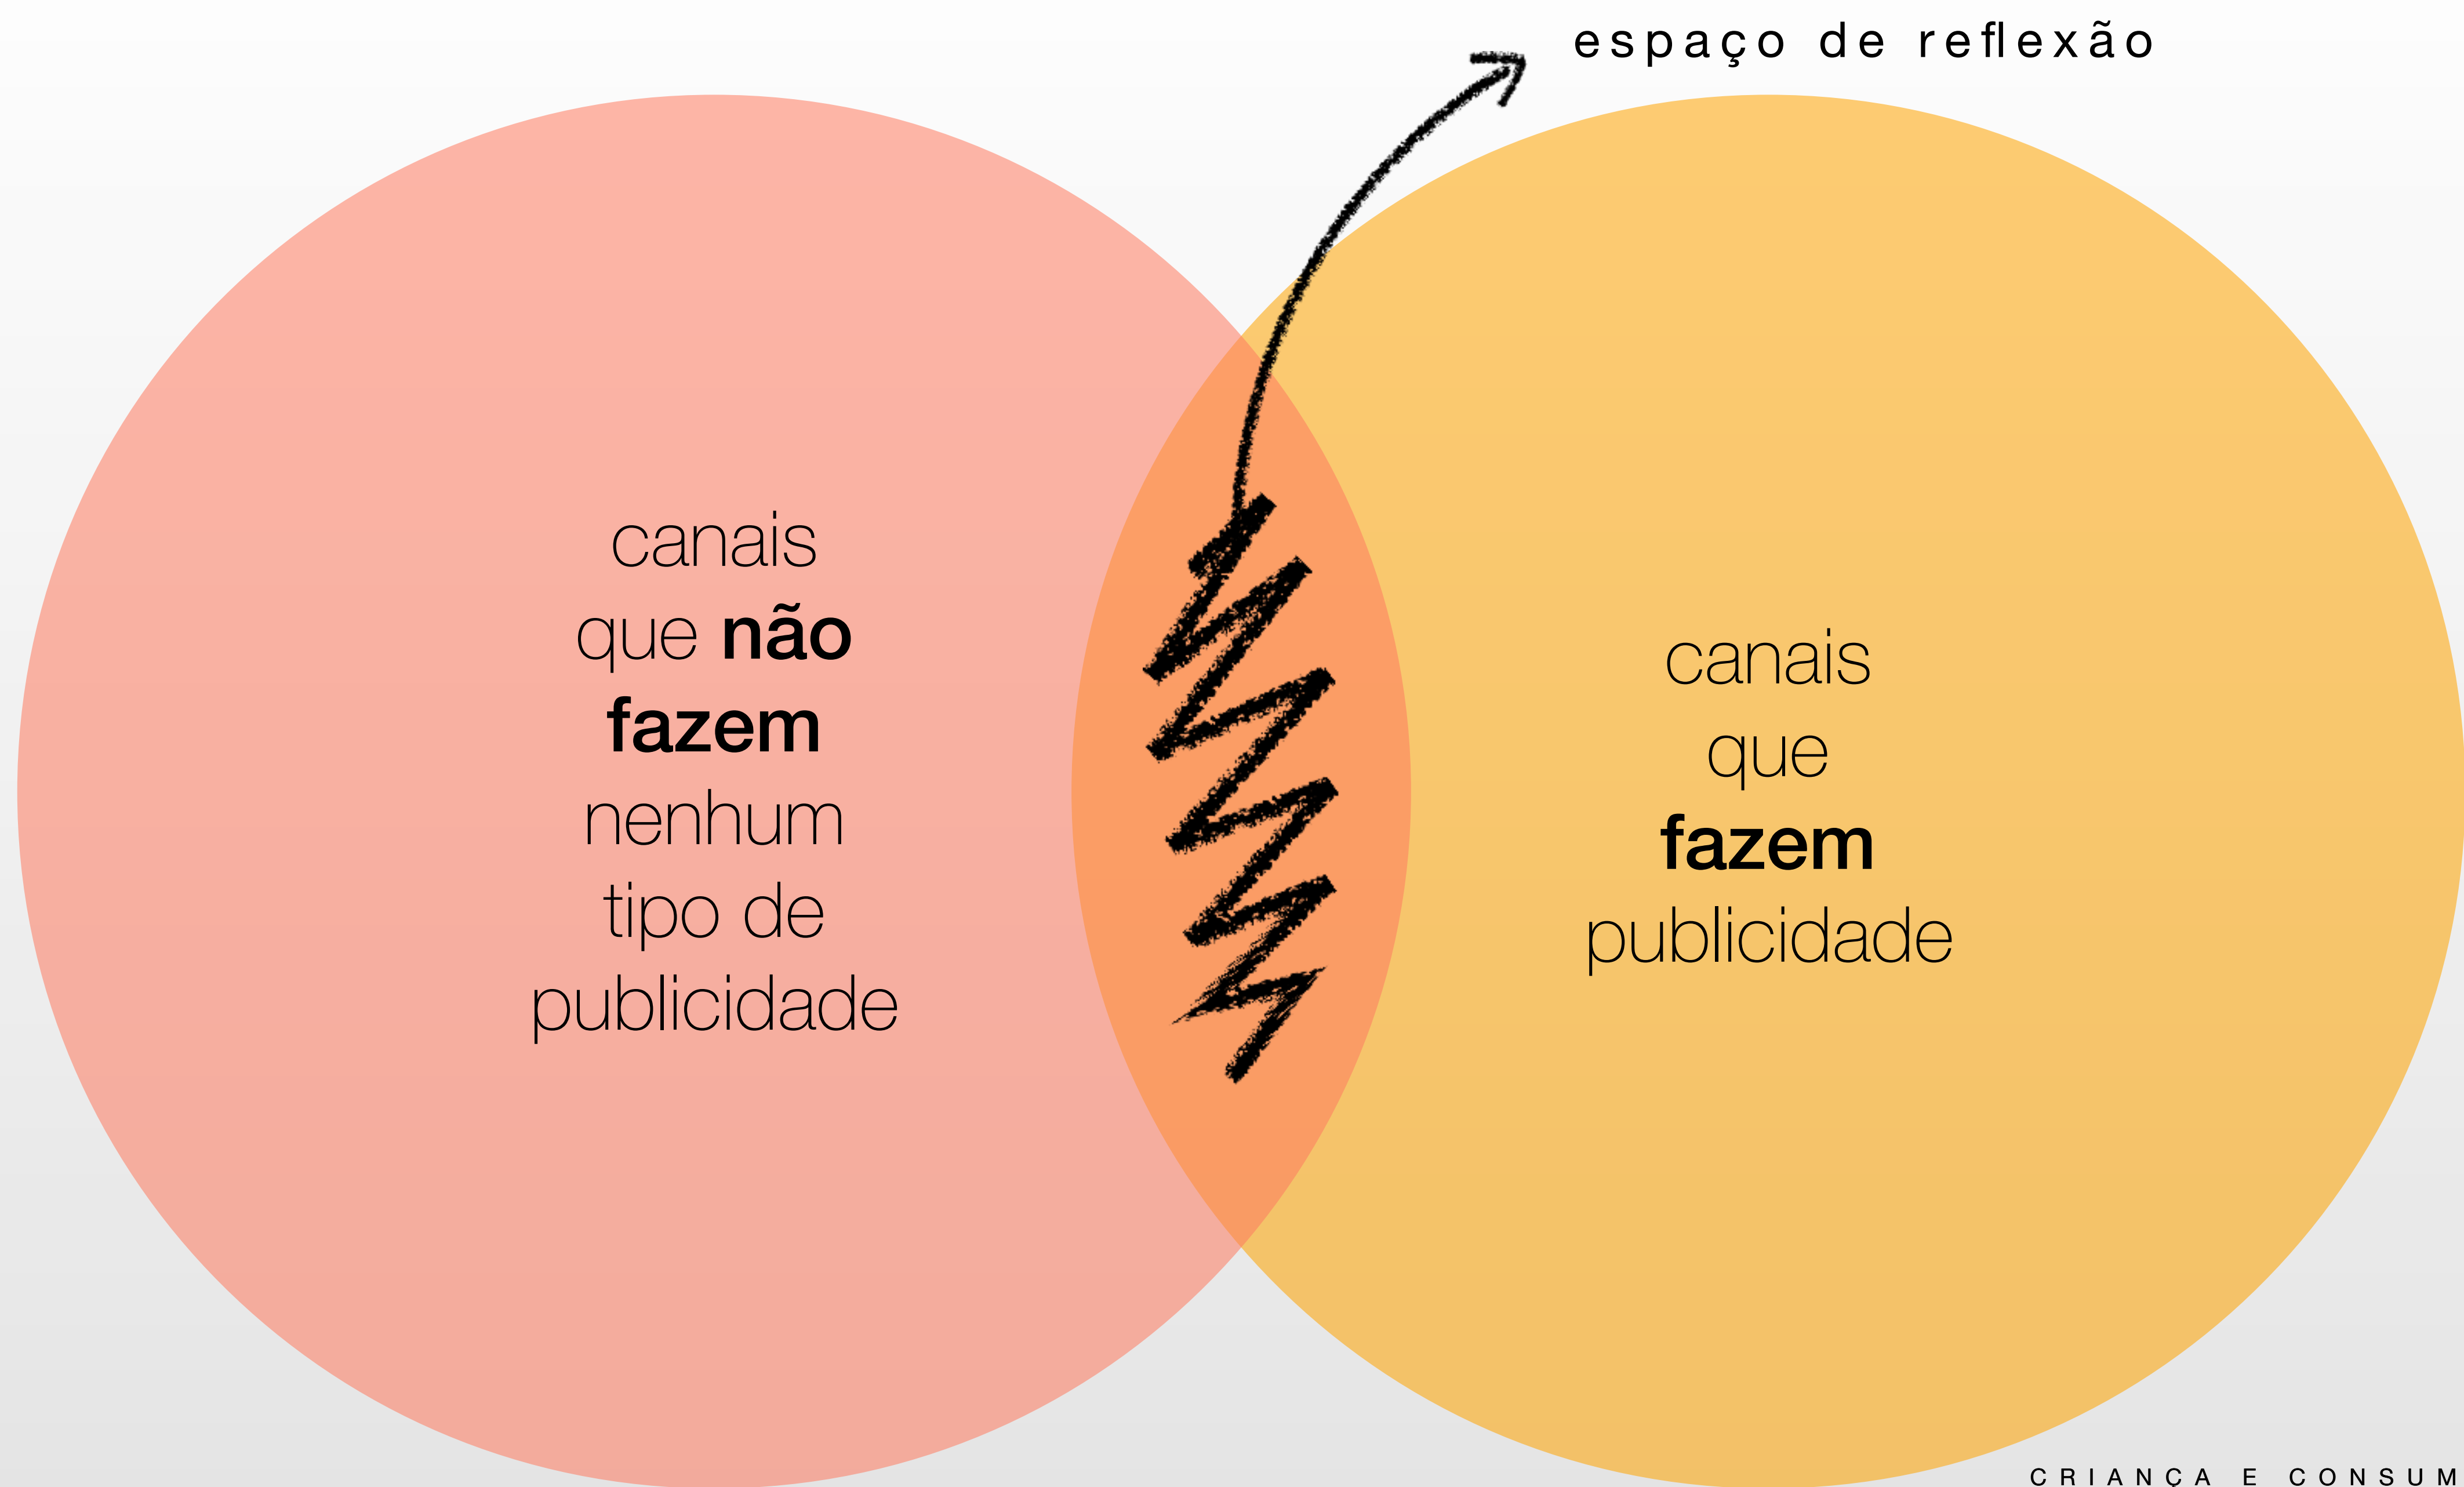 espaço de reflexão
canais
que não
fazem
nenhum
tipo de
publicidade
canais
que
fazem
publicidade
CRIANÇA E CONSUM